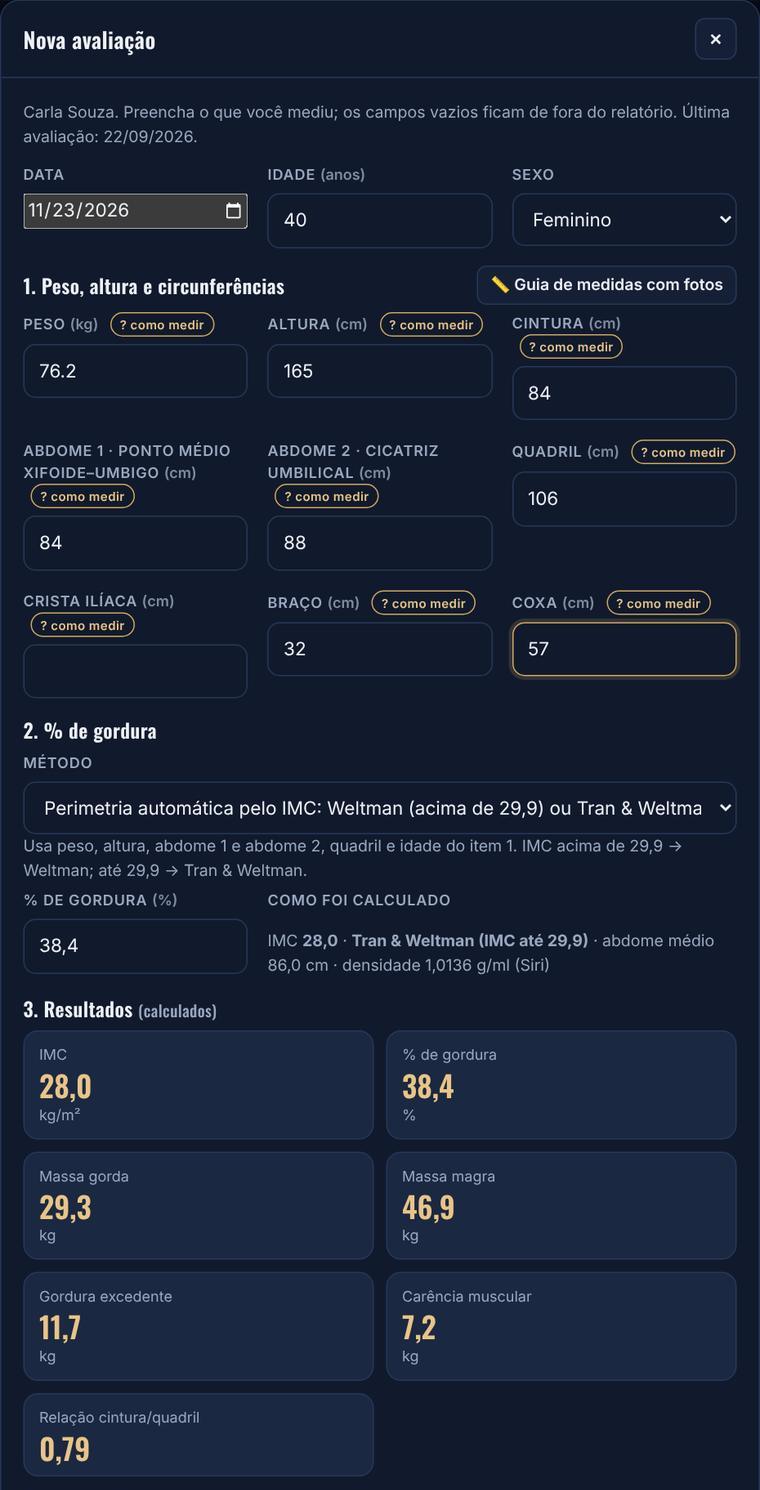 Nova avaliação
×
Carla Souza. Preencha o que você mediu; os campos vazios ficam de fora do relatório. Última
avaliação: 22/09/2026.
DATA
IDADE (anos)
SEXO
11/23/2026
40
Feminino
1. Peso, altura e circunferências
📏 Guia de medidas com fotos
PESO (kg) ? como medir
ALTURA (cm) ? como medir
CINTURA (cm)
? como medir
76.2
165
84
ABDOME 1 · PONTO MÉDIO
XIFOIDE–UMBIGO (cm)
? como medir
ABDOME 2 · CICATRIZ
UMBILICAL (cm)
? como medir
QUADRIL (cm) ? como medir
84
88
106
CRISTA ILÍACA (cm)
? como medir
BRAÇO (cm) ? como medir
COXA (cm) ? como medir
32
57
2. % de gordura
MÉTODO
Perimetria automática pelo IMC: Weltman (acima de 29,9) ou Tran & Weltma
Usa peso, altura, abdome 1 e abdome 2, quadril e idade do item 1. IMC acima de 29,9 →
Weltman; até 29,9 → Tran & Weltman.
% DE GORDURA (%)
COMO FOI CALCULADO
38,4
IMC 28,0 · Tran & Weltman (IMC até 29,9) · abdome médio
86,0 cm · densidade 1,0136 g/ml (Siri)
3. Resultados (calculados)
IMC
28,0
kg/m²
% de gordura
38,4
%
Massa gorda
29,3
kg
Massa magra
46,9
kg
Gordura excedente
11,7
kg
Carência muscular
7,2
kg
Relação cintura/quadril
0,79